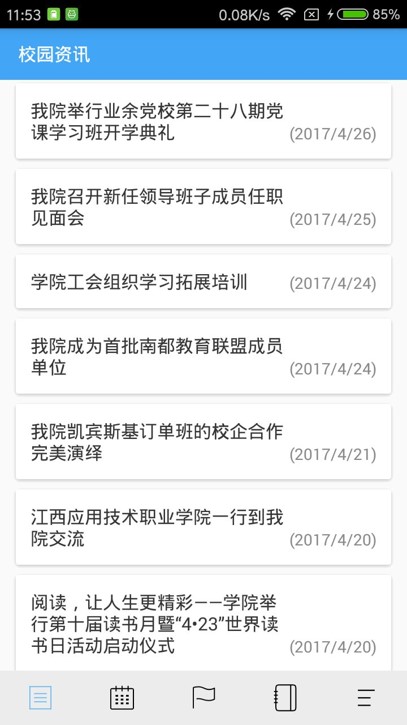 11:53
0.08K/s
85%
校园资讯
我院举行业余党校第二十八期党
课学习班开学典礼
(2017/4/26)
我院召开新任领导班子成员任职
见面会
(2017/4/25)
学院工会组织学习拓展培训
(2017/4/24)
我院成为首批南都教育联盟成员
单位
(2017/4/24)
我院凯宾斯基订单班的校企合作
完美演绎
(2017/4/21)
江西应用技术职业学院一行到我
院交流
(2017/4/20)
阅读，让人生更精彩——学院举
行第十届读书月暨“4•23”世界读
书日活动启动仪式
(2017/4/20)